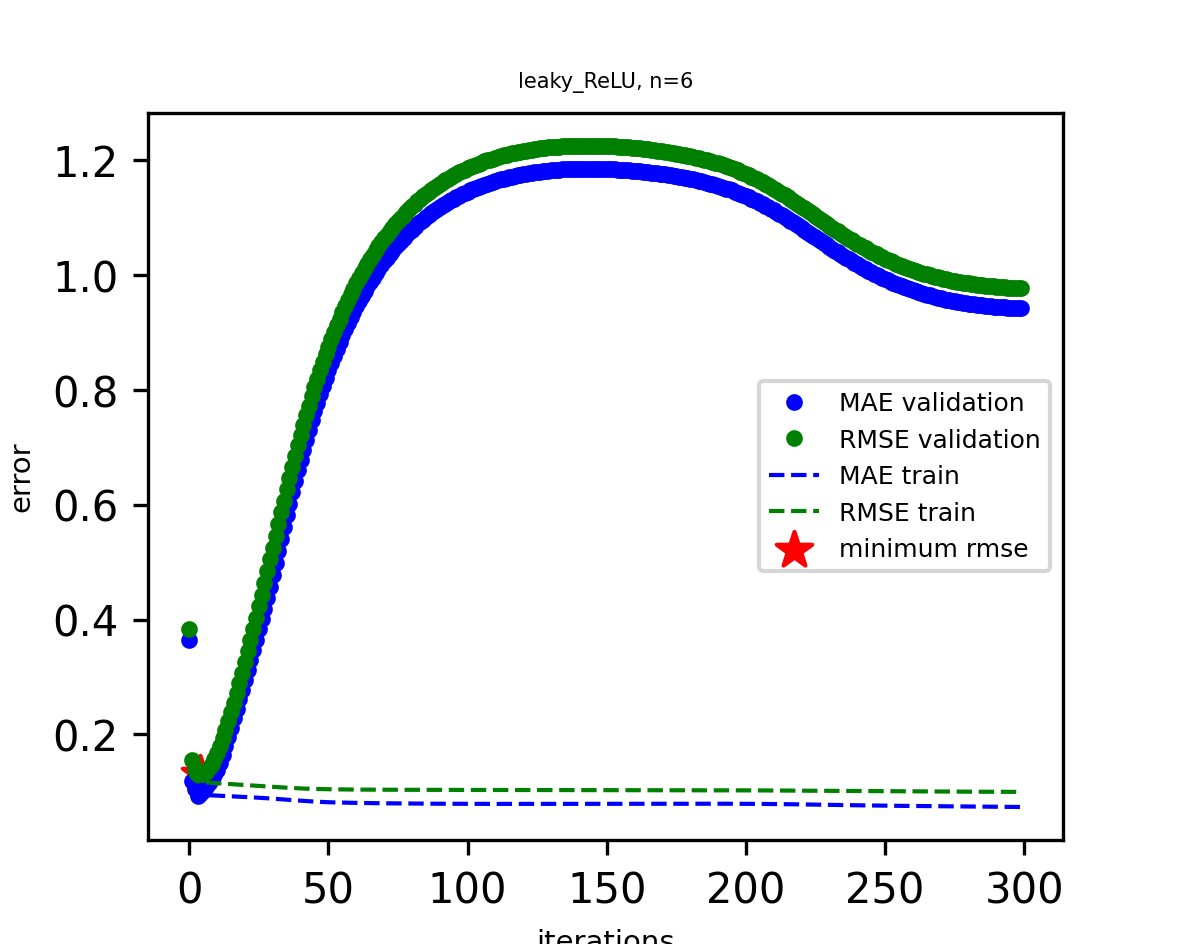 leaky_ReLU, n=6
1.2
1.0
0.8
0.6
0.4
0.2
error
MAE validation
RMSE validation
MAE train
RMSE train
minimum rmse
0 50 100 150 200 250 300
iterations